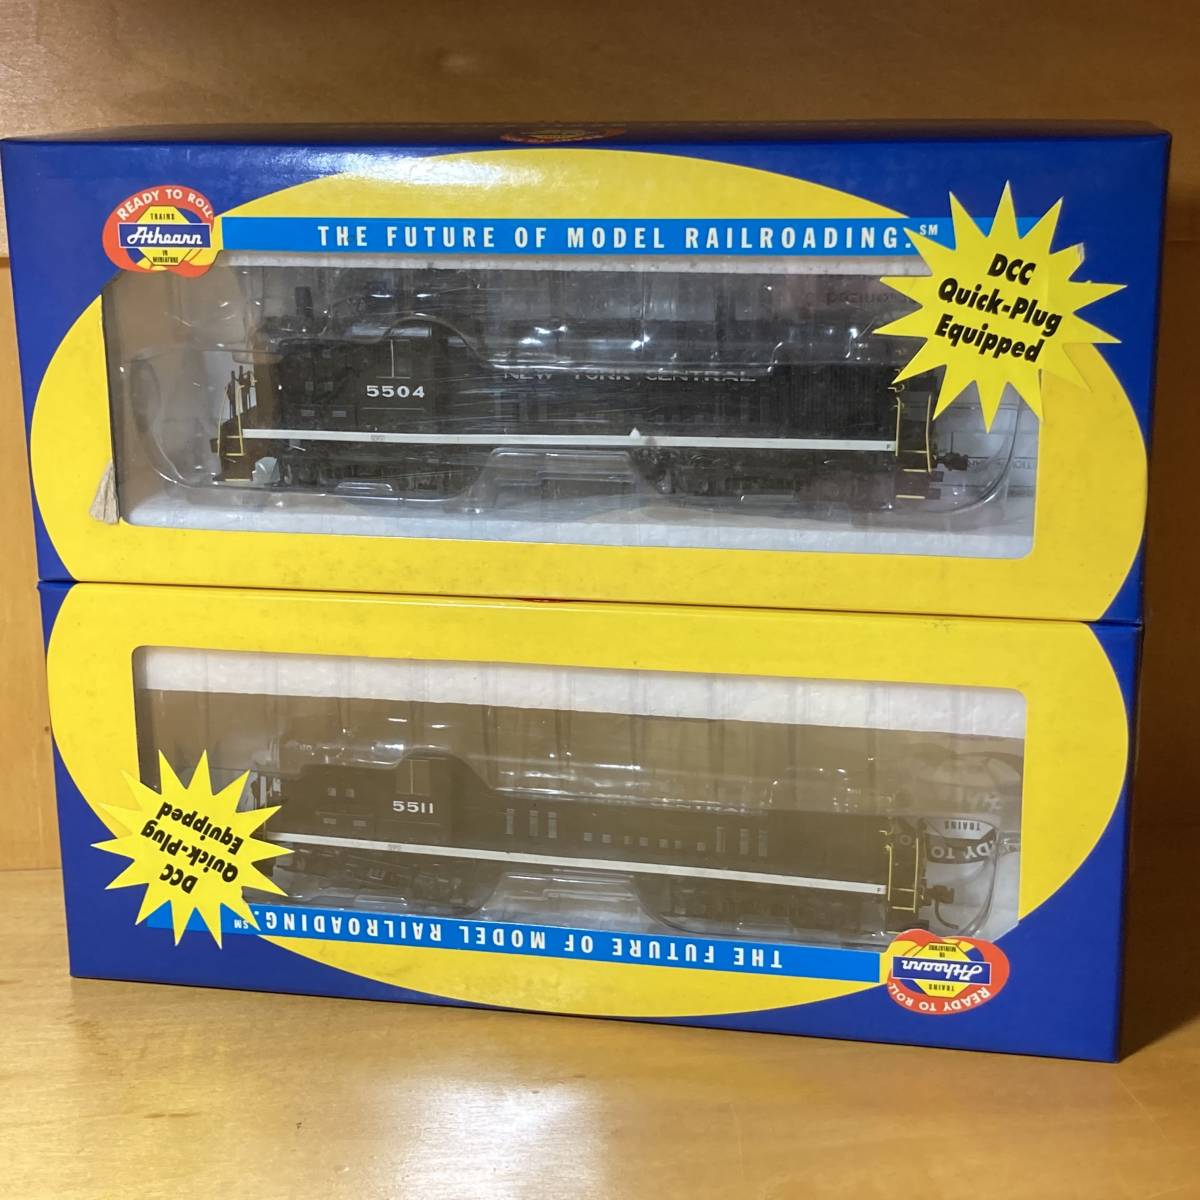 READY TO ROLL
TRAINS
Athearn
IN
MINIATURE
THE FUTURE OF MODEL RAILROADING.℠
DCC
Quick-Plug
Equipped
5504
NEW YORK CENTRAL
F
5511
F
TRAINS
DCC
Quick-Plug
Equipped
THE FUTURE OF MODEL RAILROADING.℠
READY TO ROLL
TRAINS
Athearn
IN
MINIATURE